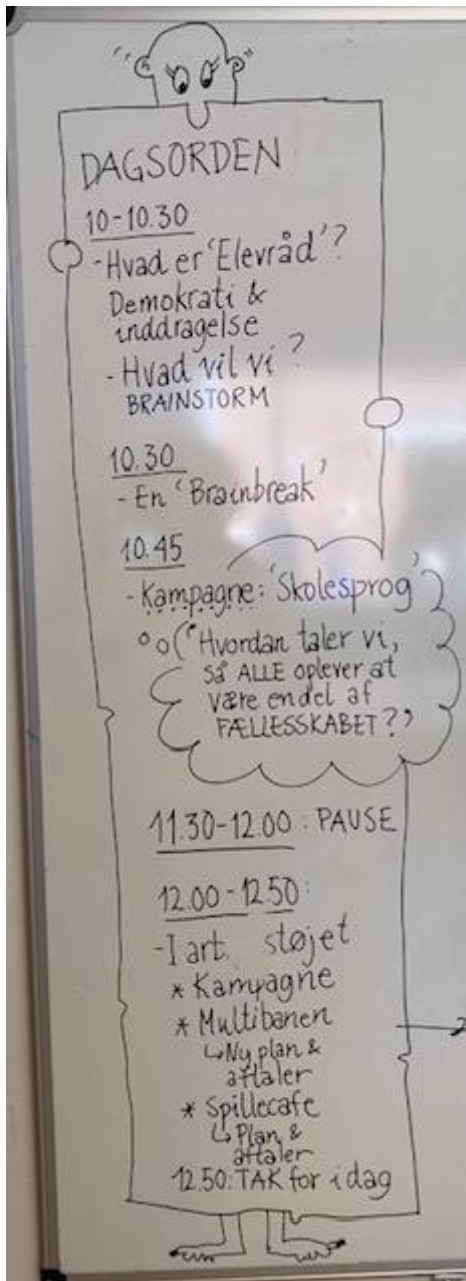 DAGSORDEN
10-10.30
- Hvad er 'Elevråd'?
Demokrati &
inddragelse
- Hvad vil vi?
BRAINSTORM
10.30
- En 'Brainbreak'
10.45
- Kampagne: 'Skolesprog'
("Hvordan taler vi,
så ALLE oplever at
være en del af
FÆLLESSKABET?"
11.30-12.00: PAUSE
12.00-12.50:
- I art. støjet
* Kampagne
* Multibanen
↳ Ny plan &
aftaler
* Spillecafe
↳ Plan &
aftaler
12.50: TAK for i dag